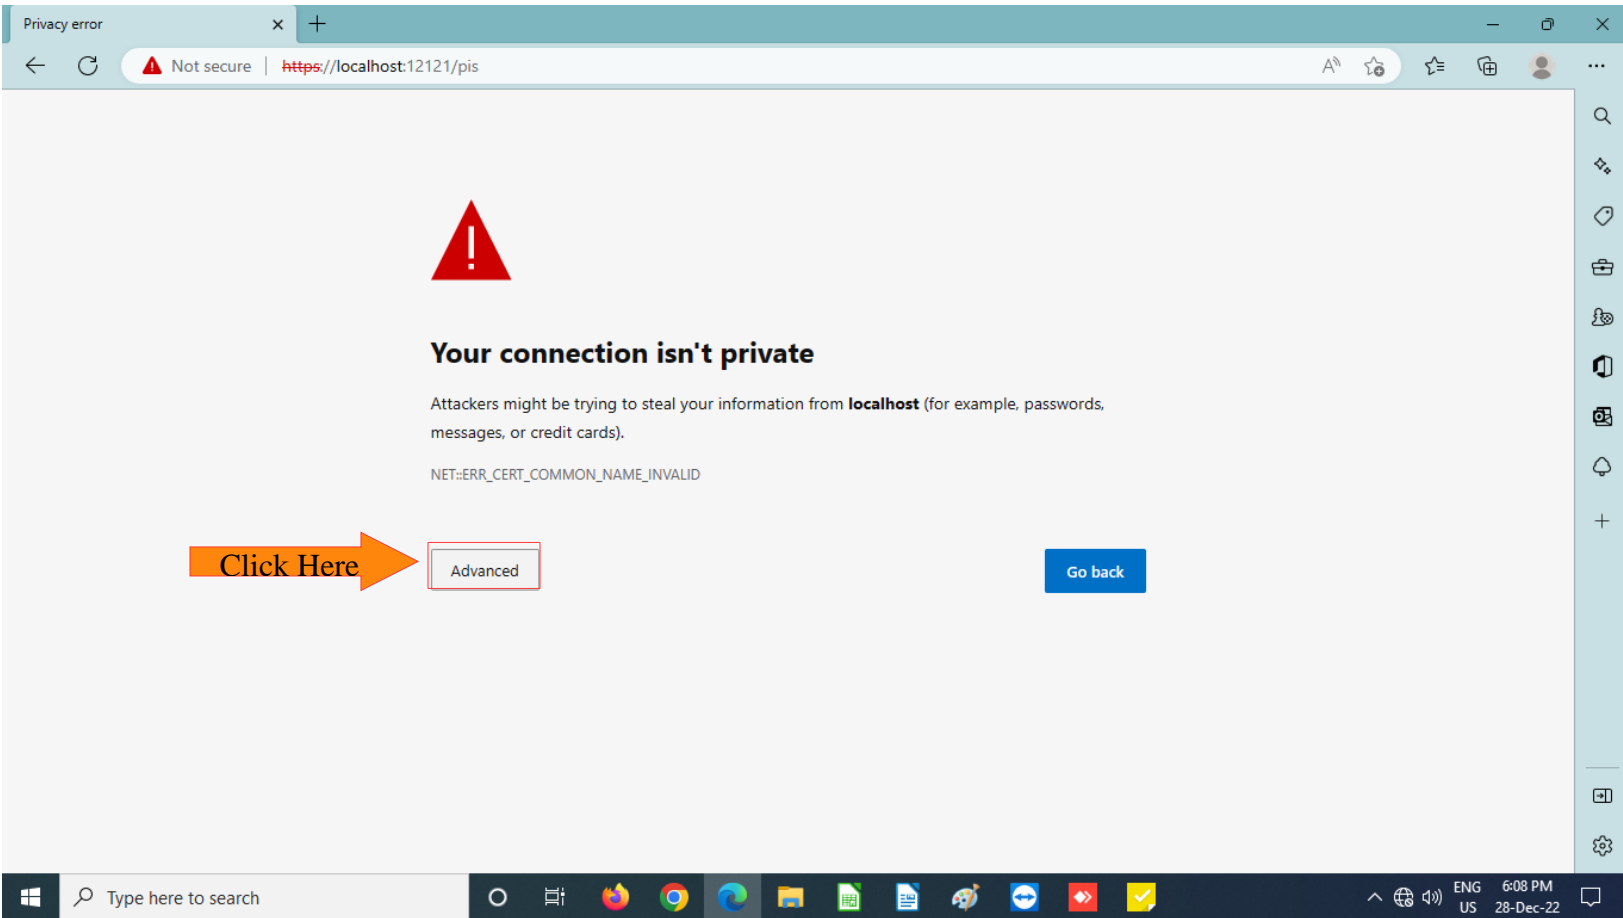 Privacy error
Not secure
https://localhost:12121/pis
Your connection isn't private
Attackers might be trying to steal your information from localhost (for example, passwords,
messages, or credit cards).
NET::ERR_CERT_COMMON_NAME_INVALID
Click Here
Advanced
Go back
Type here to search
ENG
US
6:08 PM
28-Dec-22